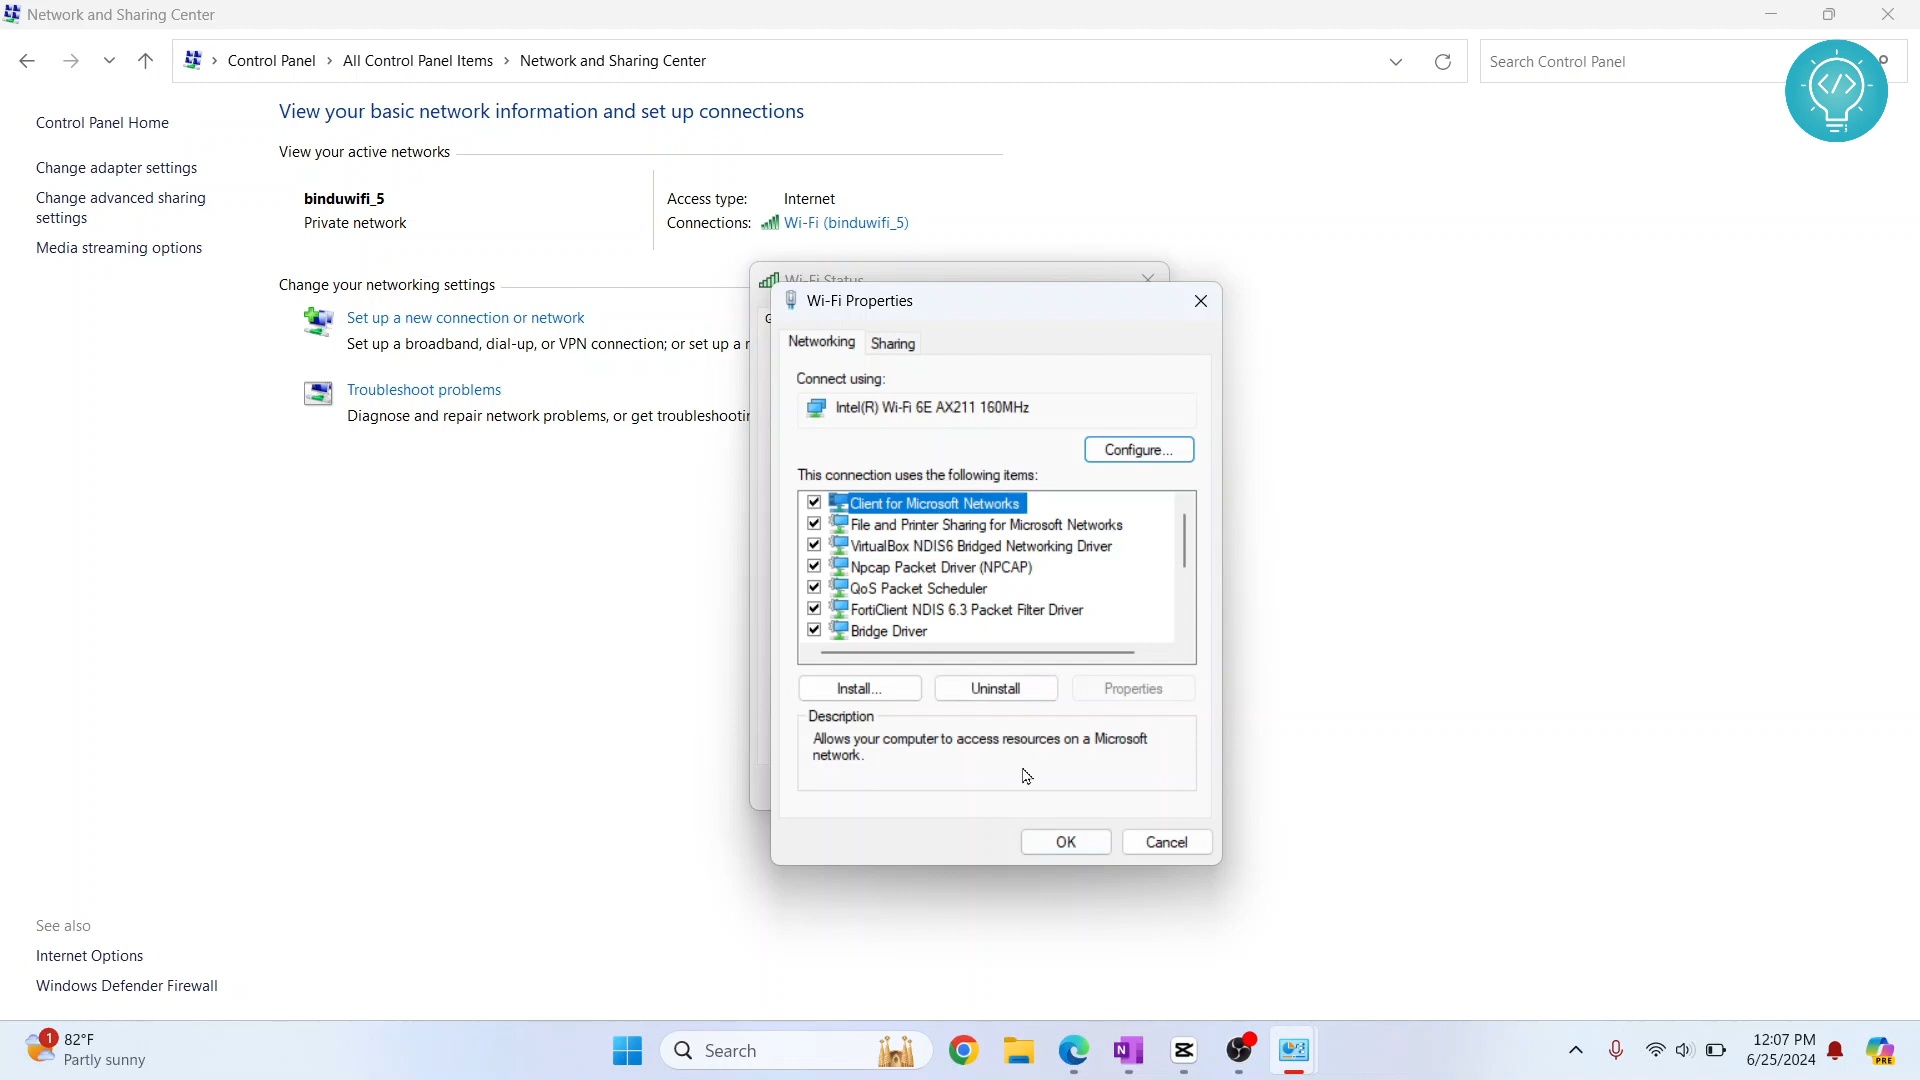 Network and Sharing Center
Control Panel > All Control Panel Items > Network and Sharing Center
Search Control Panel
</>
Control Panel Home
Change adapter settings
Change advanced sharing
settings
Media streaming options
View your basic network information and set up connections
View your active networks
binduwifi_5
Private network
Access type: Internet
Connections: Wi-Fi (binduwifi_5)
Change your networking settings
Set up a new connection or network
Set up a broadband, dial-up, or VPN connection; or set up a
Troubleshoot problems
Diagnose and repair network problems, or get
Wi-Fi Status
Wi-Fi Properties
Networking
Sharing
Connect using:
Intel(R) Wi-Fi 6E AX211 160MHz
Configure...
This connection uses the following items:
Client for Microsoft Networks
File and Printer Sharing for Microsoft Networks
VirtualBox NDIS6 Bridged Networking Driver
Npcap Packet Driver (NPCAP)
QoS Packet Scheduler
FortiClient NDIS 6.3 Packet Filter Driver
Bridge Driver
Install...
Uninstall
Properties
Description
Allows your computer to access resources on a Microsoft
network.
OK
Cancel
See also
Internet Options
Windows Defender Firewall
1
82°F
Partly sunny
Search
N
12:07 PM
6/25/2024
PRE